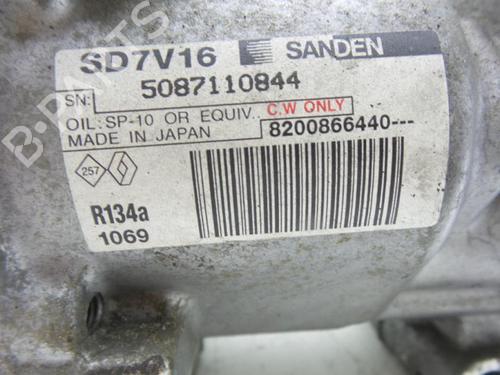 SD7V16 SANDEN
SN: 5087110844
OIL: SP-10 OR EQUIV. C.W ONLY
MADE IN JAPAN 8200866440---
257
R134a
1069
B-PARTS